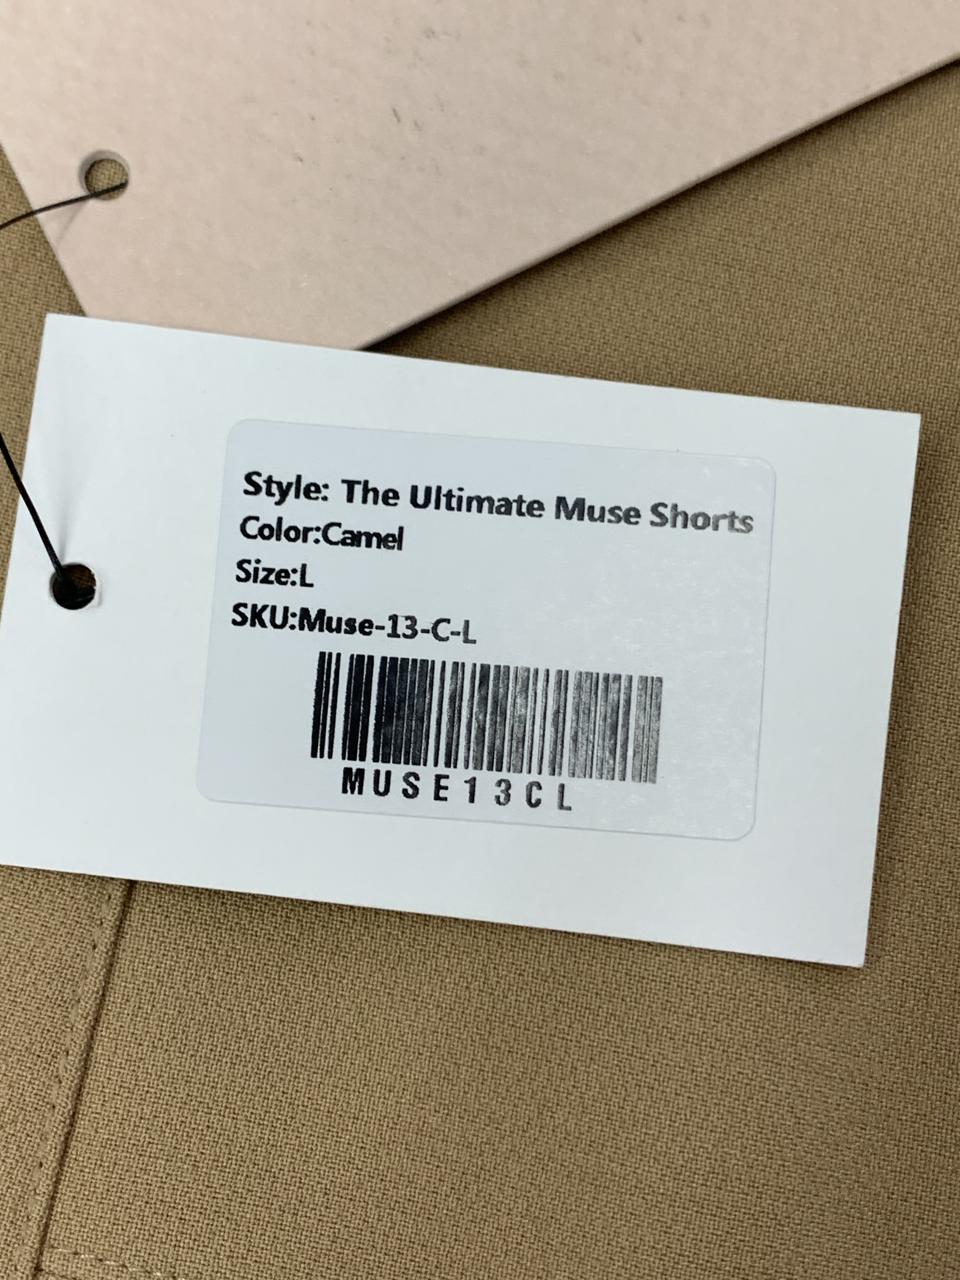 Style: The Ultimate Muse Shorts
Color:Camel
Size:L
SKU:Muse-13-C-L
MUSE13CL